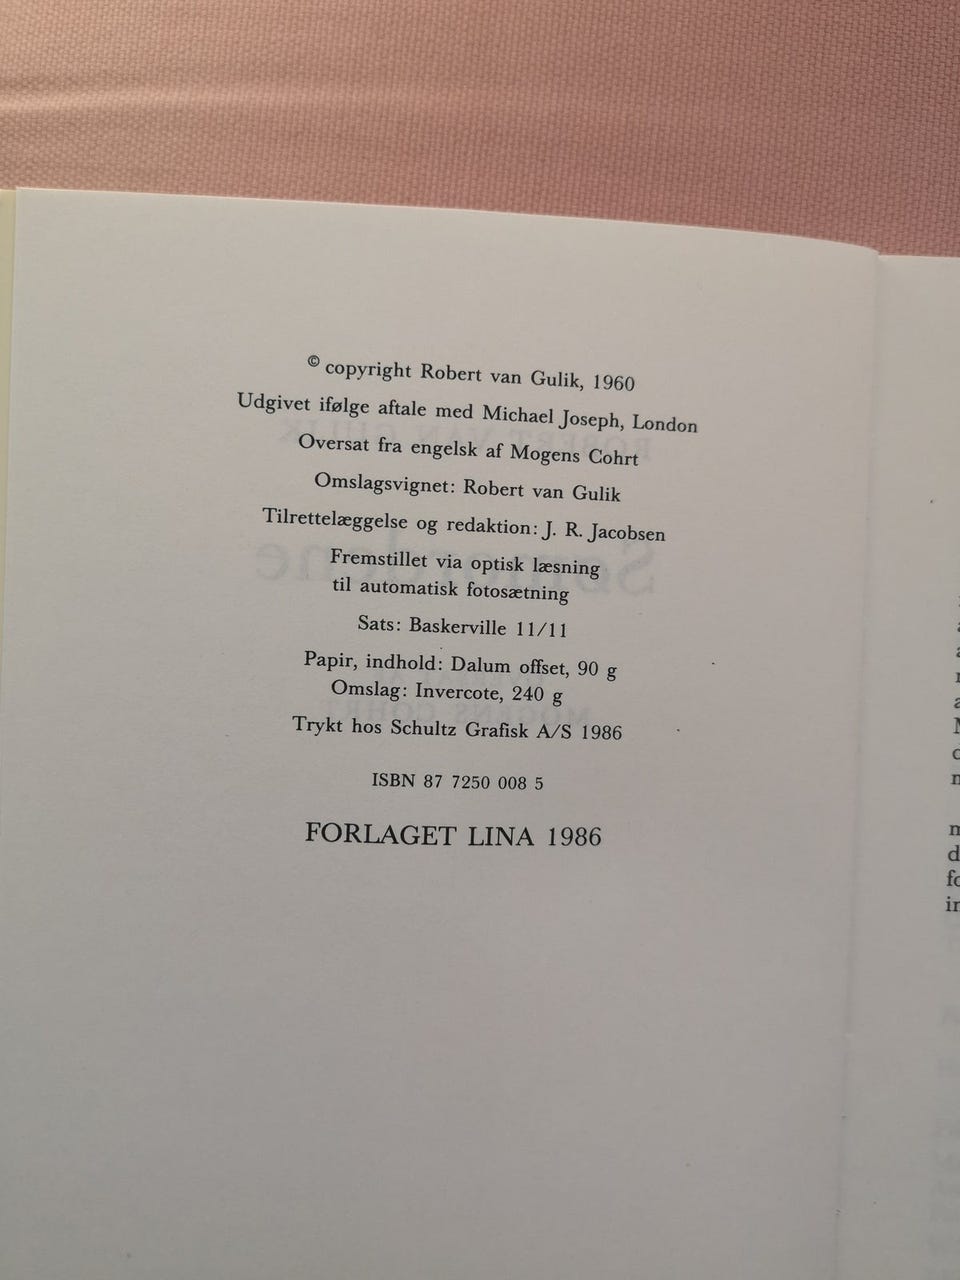 © copyright Robert van Gulik, 1960
Udgivet ifølge aftale med Michael Joseph, London
Oversat fra engelsk af Mogens Cohrt
Omslagsvignet: Robert van Gulik
Tilrettelæggelse og redaktion: J. R. Jacobsen
Fremstillet via optisk læsning
til automatisk fotosætning
Sats: Baskerville 11/11
Papir, indhold: Dalum offset, 90 g
Omslag: Invercote, 240 g
Trykt hos Schultz Grafisk A/S 1986
ISBN 87 7250 008 5
FORLAGET LINA 1986